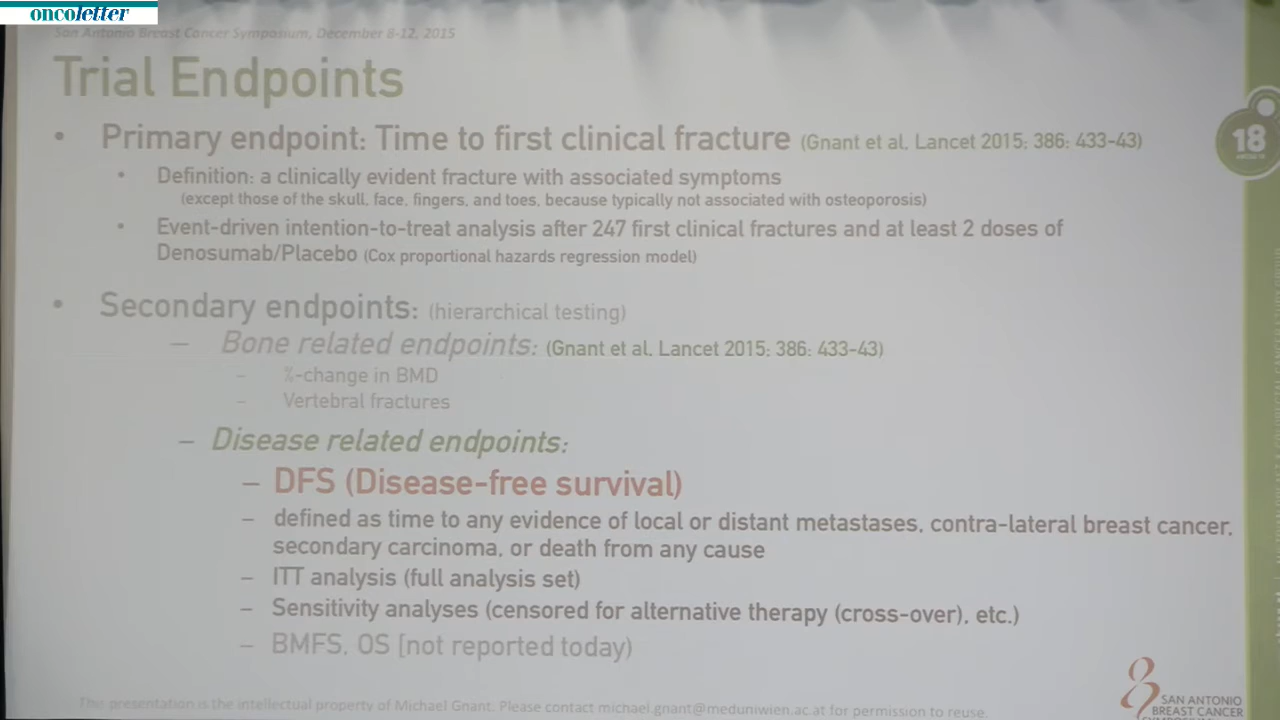 oncoletter
San Antonio Breast Cancer Symposium, December 8-12, 2015
Trial Endpoints
• Primary endpoint: Time to first clinical fracture (Gnant et al. Lancet 2015; 386: 433-43)
18
• Definition: a clinically evident fracture with associated symptoms
(except those of the skull, face, fingers, and toes, because typically not associated with osteoporosis)
• Event-driven intention-to-treat analysis after 247 first clinical fractures and at least 2 doses of
Denosumab/Placebo (Cox proportional hazards regression model)
• Secondary endpoints: (hierarchical testing)
– Bone related endpoints: (Gnant et al. Lancet 2015; 386: 433-43)
– %-change in BMD
– Vertebral fractures
– Disease related endpoints:
– DFS (Disease-free survival)
– defined as time to any evidence of local or distant metastases, contra-lateral breast cancer,
secondary carcinoma, or death from any cause
– ITT analysis (full analysis set)
– Sensitivity analyses (censored for alternative therapy (cross-over), etc.)
– BMFS, OS [not reported today)
This presentation is the intellectual property of Michael Gnant. Please contact michael.gnant@meduniwien.ac.at for permission to reuse.
SAN ANTONIO
BREAST CANCER